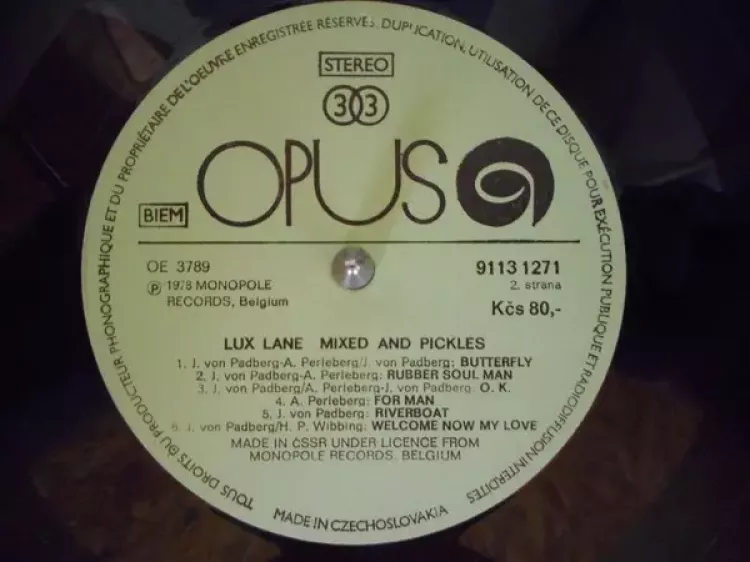 TOUS DROITS DU PRODUCTEUR PHONOGRAPHIQUE ET DU PROPRIÉTAIRE DE L'OEUVRE ENREGISTRÉE RÉSERVÉS. DUPLICATION, UTILISATION DE CE DISQUE POUR EXÉCUTION PUBLIQUE ET RADIODIFFUSION INTERDITES
STEREO
33
OPUS
BIEM
OE 3789
℗ 1978 MONOPOLE
RECORDS, Belgium
9113 1271
2. strana
Kčs 80,-
LUX LANE MIXED AND PICKLES
1. J. von Padberg-A. Perleberg/J. von Padberg: BUTTERFLY
2. J. von Padberg-A. Perleberg: RUBBER SOUL MAN
3. J. von Padberg/A. Perleberg-J. von Padberg. O. K.
4. A. Perleberg: FOR MAN
5. J. von Padberg: RIVERBOAT
6. J. von Padberg/H. P. Wibbing: WELCOME NOW MY LOVE
MADE IN ČSSR UNDER LICENCE FROM
MONOPOLE RECORDS, BELGIUM
MADE IN CZECHOSLOVAKIA